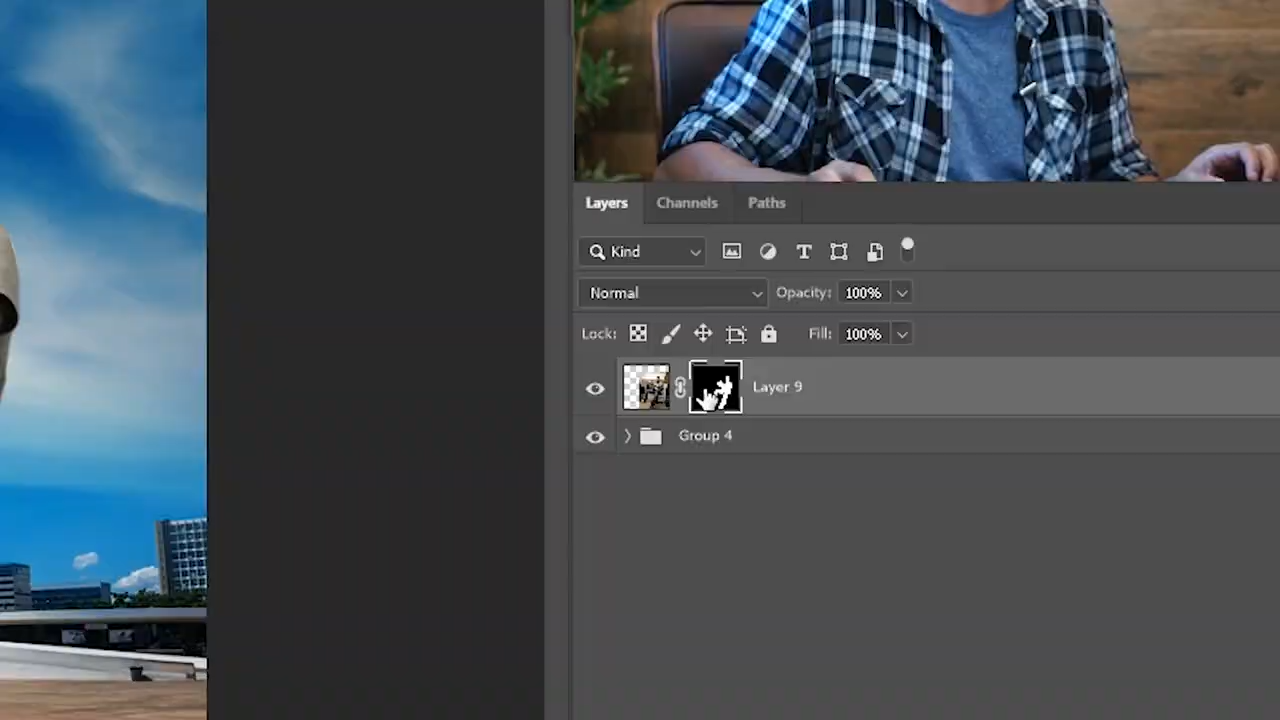 Layers Channels Paths
Kind
Normal Opacity: 100%
Lock: Fill: 100%
Layer 9
Group 4